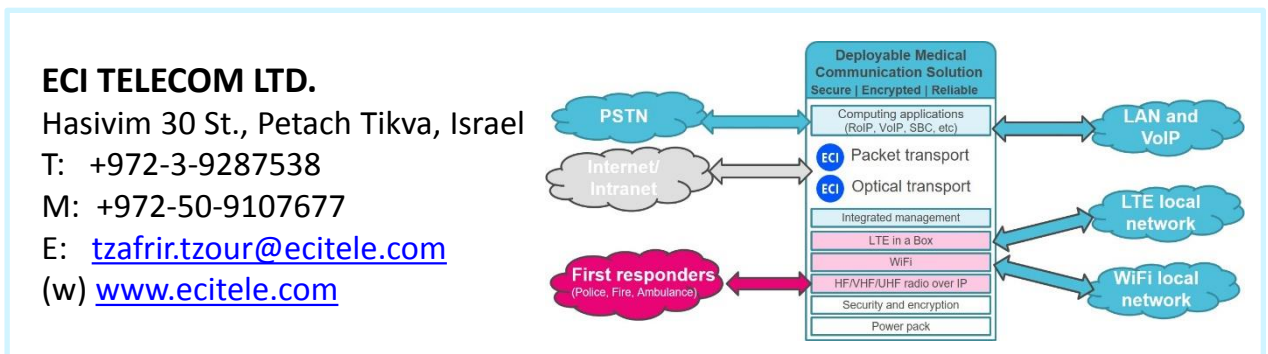 ECI TELECOM LTD.
Hasivim 30 St., Petach Tikva, Israel
T: +972-3-9287538
M: +972-50-9107677
E: tzafrir.tzour@ecitele.com
(w) www.ecitele.com
PSTN
Internet/
Intranet
First responders
(Police, Fire, Ambulance)
Deployable Medical
Communication Solution
Secure | Encrypted | Reliable
Computing applications
(RoIP, VoIP, SBC, etc)
ECI Packet transport
ECI Optical transport
Integrated management
LTE in a Box
WiFi
HF/VHF/UHF radio over IP
Security and encryption
Power pack
LAN and
VoIP
LTE local
network
WiFi local
network